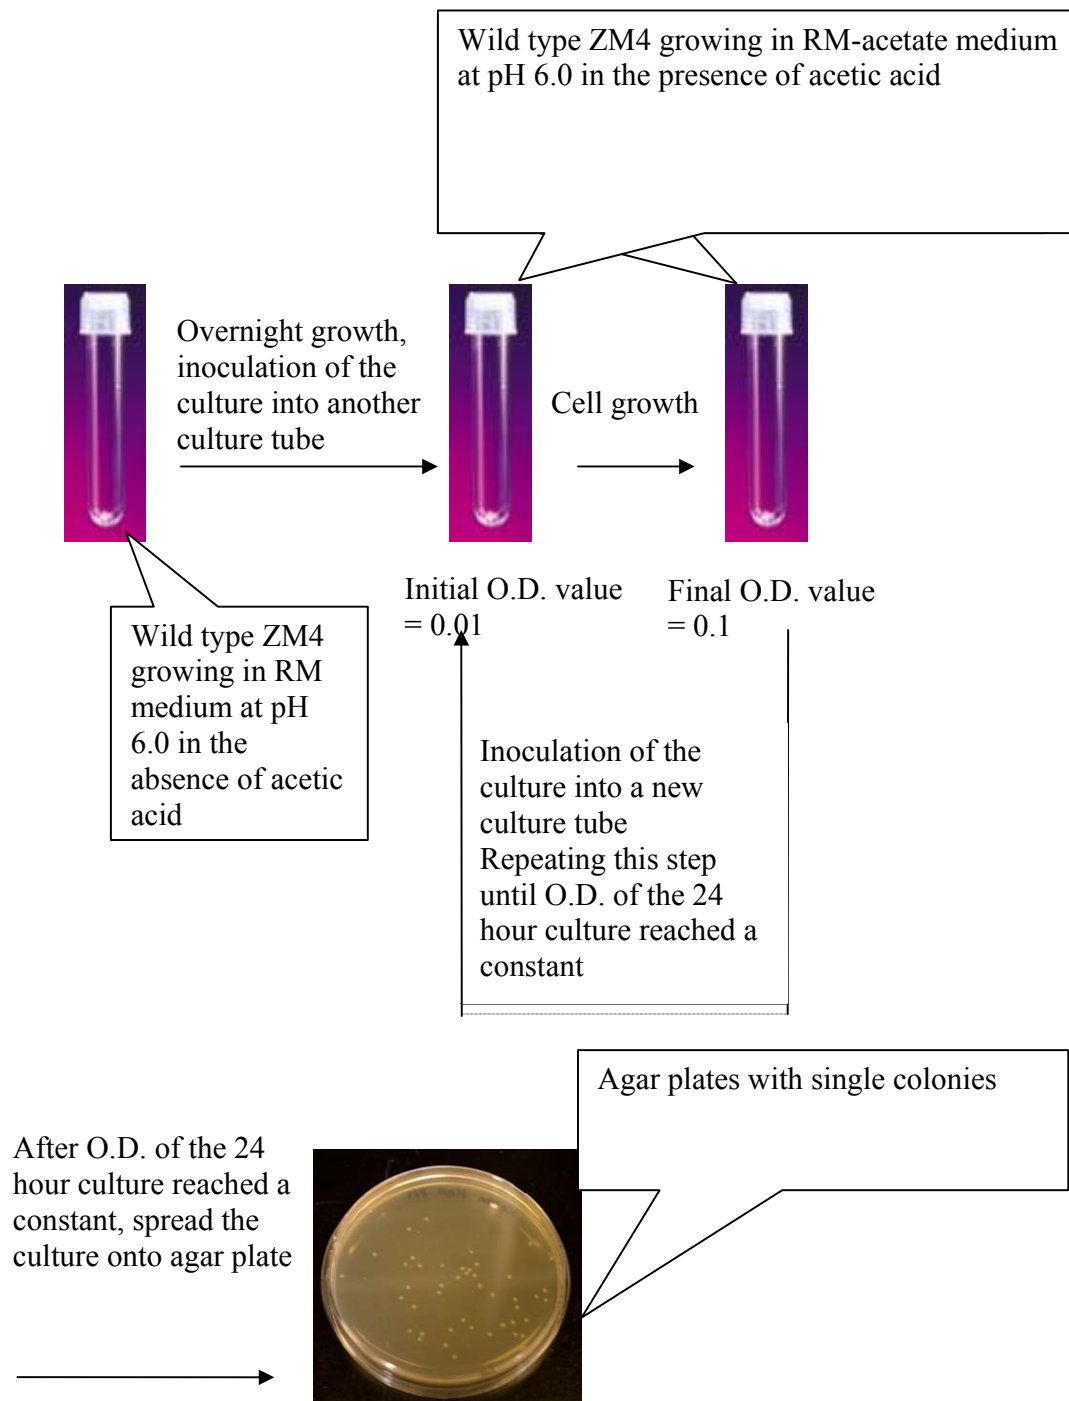 Wild type ZM4 growing in RM-acetate medium
at pH 6.0 in the presence of acetic acid
Overnight growth,
inoculation of the
culture into another
culture tube
Cell growth
Wild type ZM4
growing in RM
medium at pH
6.0 in the
absence of acetic
acid
Initial O.D. value
= 0.01
Final O.D. value
= 0.1
Inoculation of the
culture into a new
culture tube
Repeating this step
until O.D. of the 24
hour culture reached a
constant
Agar plates with single colonies
After O.D. of the 24
hour culture reached a
constant, spread the
culture onto agar plate